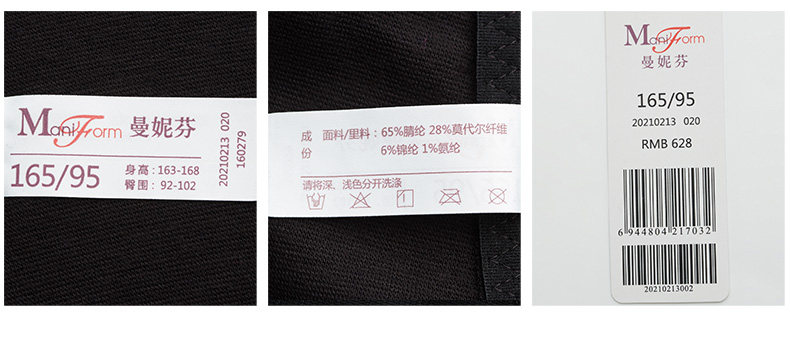 ManiForm 曼妮芬
165/95
身高: 163-168
臀围: 92-102
20210213 020
160279
成份 面料/里料: 65%腈纶 28%莫代尔纤维
6%锦纶 1%氨纶
请将深、浅色分开洗涤
ManiForm
曼妮芬
165/95
20210213 020
RMB 628
6 944804 217032
20210213002